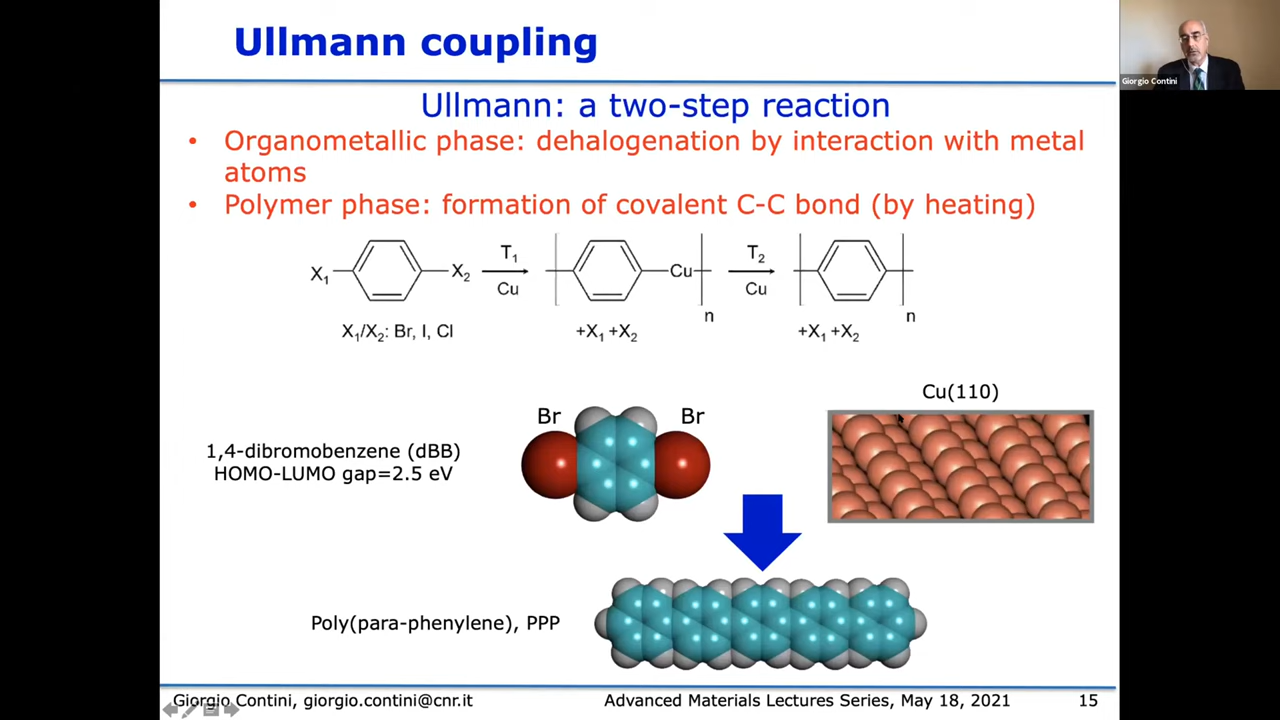 Ullmann coupling
Giorgio Contini
Ullmann: a two-step reaction
• Organometallic phase: dehalogenation by interaction with metal
atoms
• Polymer phase: formation of covalent C-C bond (by heating)
X₁ X₂ T₁ Cu Cu n T₂ Cu n
X₁/X₂: Br, I, Cl +X₁ +X₂ +X₁ +X₂
Cu(110)
Br Br
1,4-dibromobenzene (dBB)
HOMO-LUMO gap=2.5 eV
Poly(para-phenylene), PPP
Giorgio Contini, giorgio.contini@cnr.it Advanced Materials Lectures Series, May 18, 2021 15